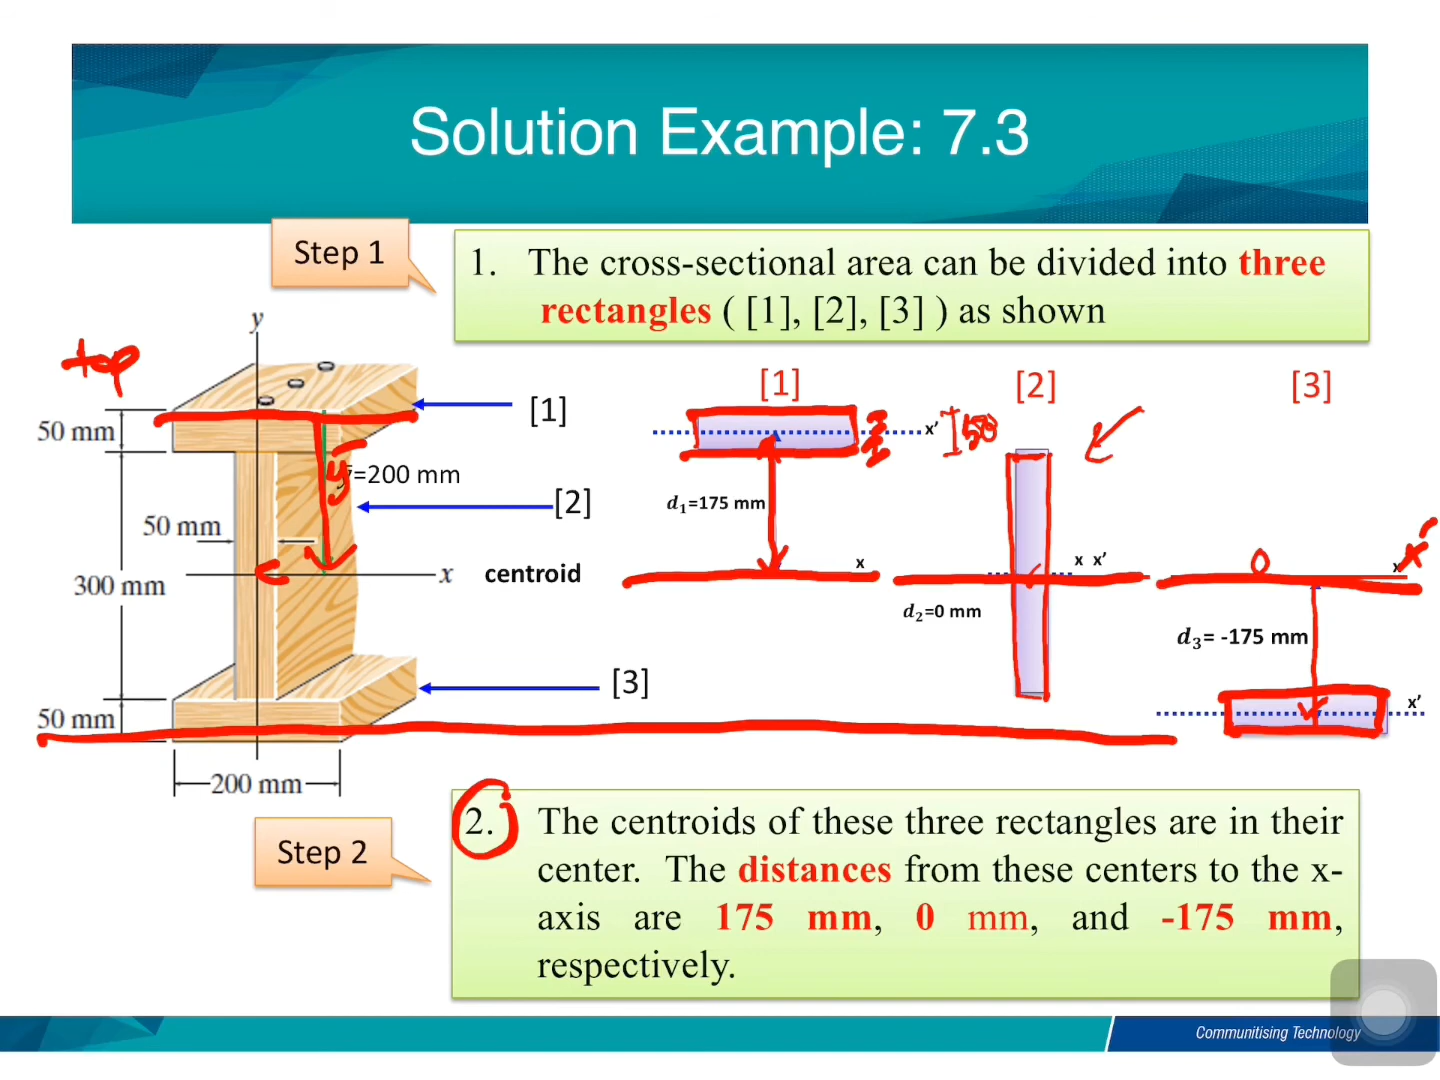 Solution Example: 7.3
Step 1
1. The cross-sectional area can be divided into three
rectangles ( [1], [2], [3] ) as shown
y
top
50 mm
[1]
ȳ=200 mm
[2]
50 mm
x
centroid
300 mm
[3]
50 mm
200 mm
[1]
x'
50
d₁=175 mm
x
[2]
x x'
d₂=0 mm
[3]
0
x
x'
d₃= -175 mm
x'
Step 2
2. The centroids of these three rectangles are in their
center. The distances from these centers to the x-
axis are 175 mm, 0 mm, and -175 mm,
respectively.
Communitising Technology